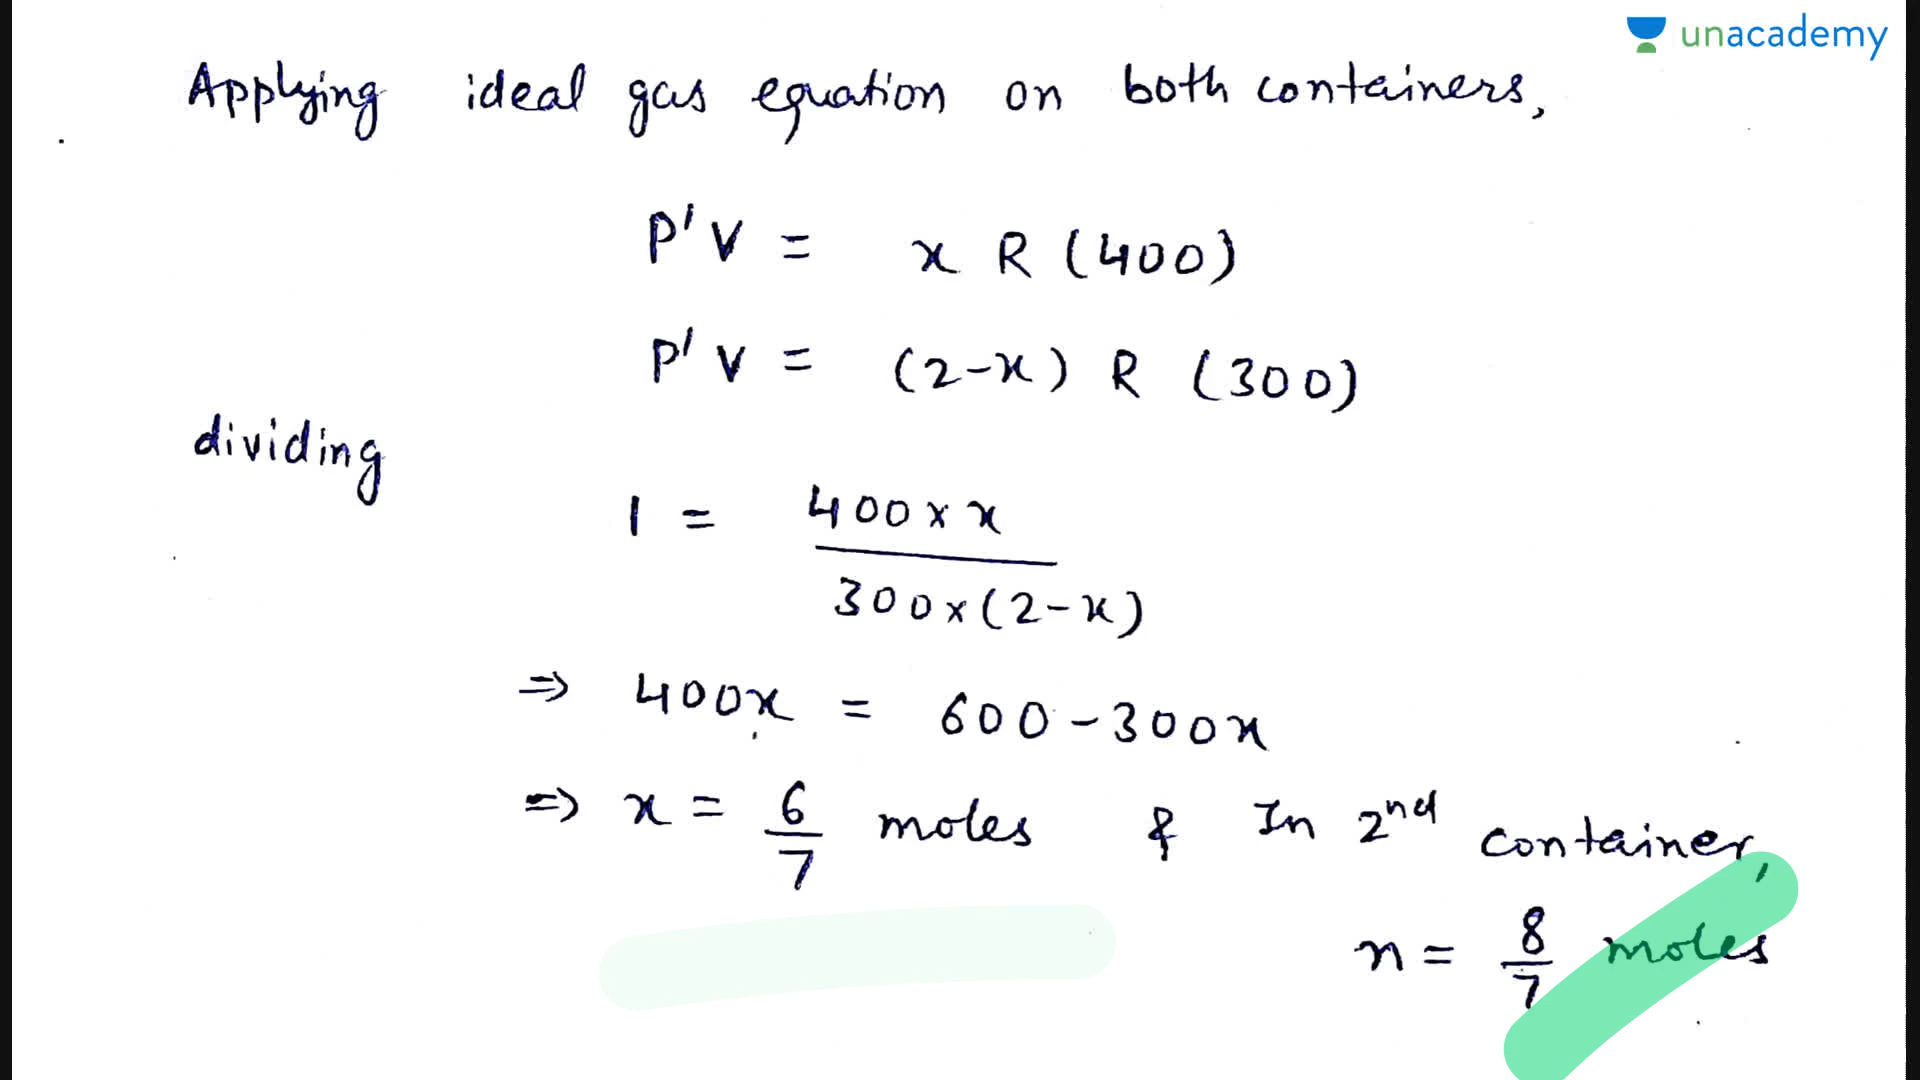 unacademy
Applying ideal gas equation on both containers,
P'V = x R (400)
P'V = (2-x) R (300)
dividing
1 = 400 × x / 300 × (2-x)
⇒ 400x = 600 - 300x
⇒ x = 6/7 moles & In 2nd container,
n = 8/7 moles